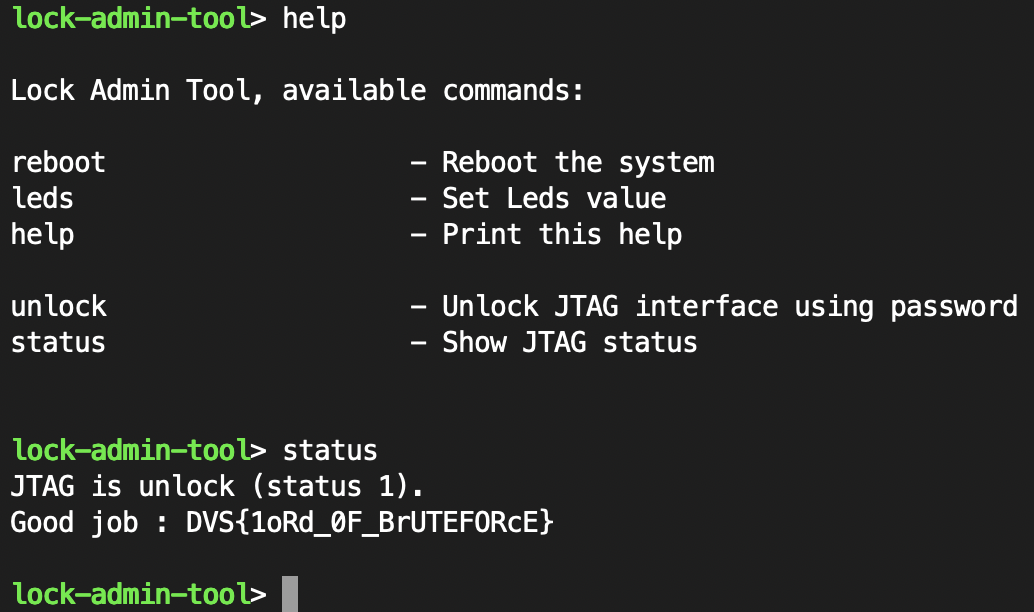 lock-admin-tool> help
Lock Admin Tool, available commands:
reboot - Reboot the system
leds - Set Leds value
help - Print this help
unlock - Unlock JTAG interface using password
status - Show JTAG status
lock-admin-tool> status
JTAG is unlock (status 1).
Good job : DVS{1oRd_0F_BrUTEFORcE}
lock-admin-tool>